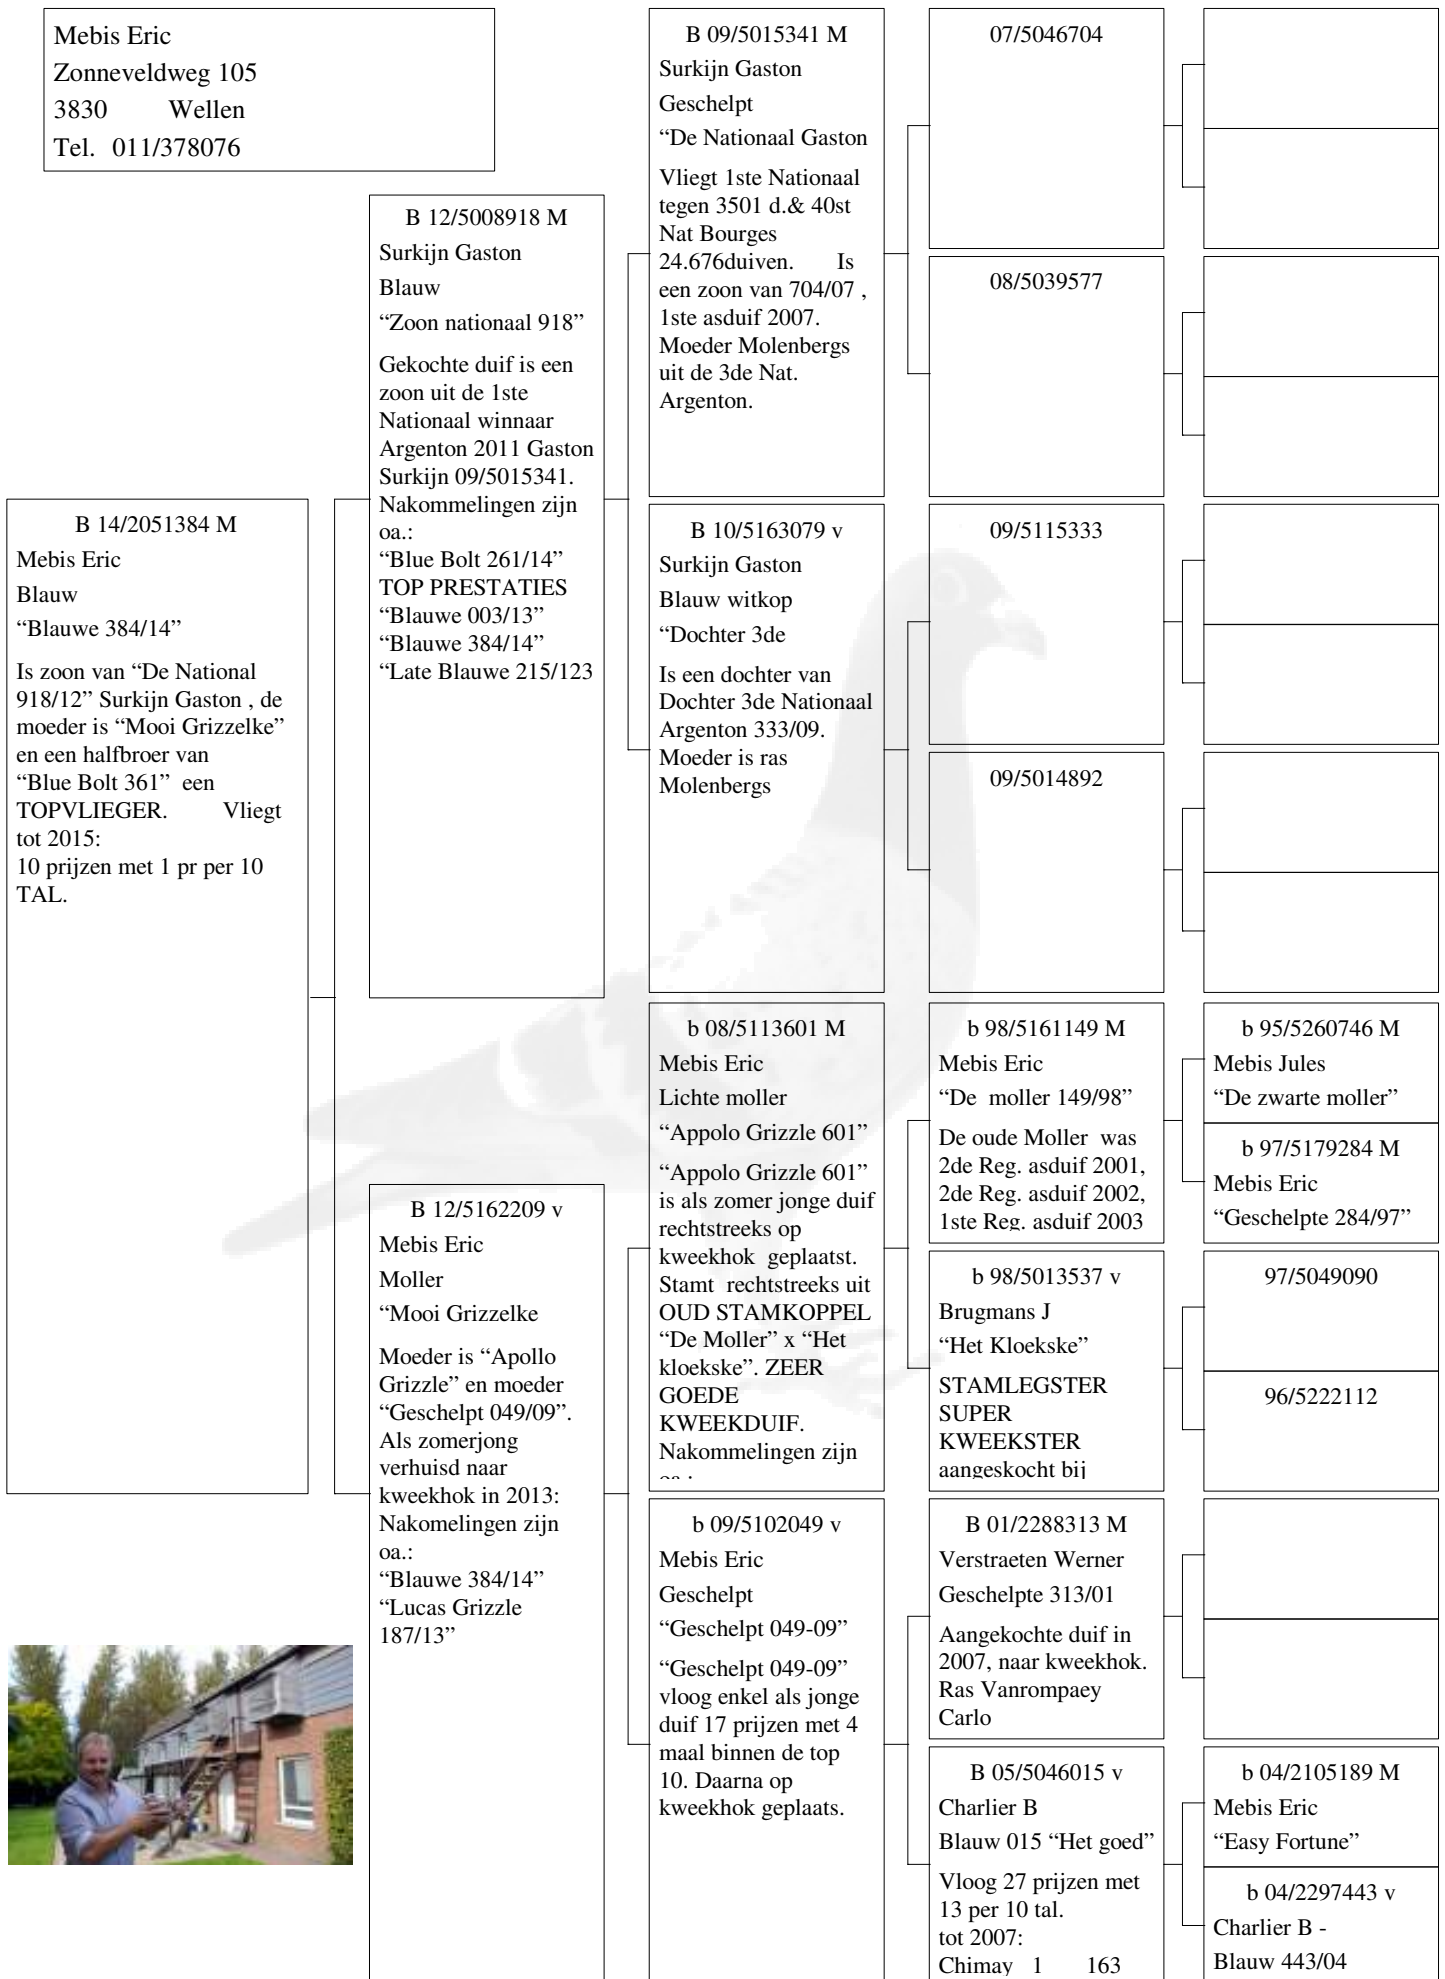 Mebis Eric
Zonneveldweg 105
3830 Wellen
Tel. 011/378076
B 14/2051384 M
Mebis Eric
Blauw
“Blauwe 384/14”
Is zoon van “De National
918/12” Surkijn Gaston , de
moeder is “Mooi Grizzelke”
en een halfbroer van
“Blue Bolt 361” een
TOPVLIEGER. Vliegt
tot 2015:
10 prijzen met 1 pr per 10
TAL.
B 12/5008918 M
Surkijn Gaston
Blauw
“Zoon nationaal 918”
Gekochte duif is een
zoon uit de 1ste
Nationaal winnaar
Argenton 2011 Gaston
Surkijn 09/5015341.
Nakommelingen zijn
oa.:
“Blue Bolt 261/14”
TOP PRESTATIES
“Blauwe 003/13”
“Blauwe 384/14”
“Late Blauwe 215/123
B 12/5162209 v
Mebis Eric
Moller
“Mooi Grizzelke
Moeder is “Apollo
Grizzle” en moeder
“Geschelpt 049/09”.
Als zomerjong
verhuisd naar
kweekhok in 2013:
Nakomelingen zijn
oa.:
“Blauwe 384/14”
“Lucas Grizzle
187/13”
B 09/5015341 M
Surkijn Gaston
Geschelpt
“De Nationaal Gaston
Vliegt 1ste Nationaal
tegen 3501 d.& 40st
Nat Bourges
24.676duiven. Is
een zoon van 704/07 ,
1ste asduif 2007.
Moeder Molenbergs
uit de 3de Nat.
Argenton.
B 10/5163079 v
Surkijn Gaston
Blauw witkop
“Dochter 3de
Is een dochter van
Dochter 3de Nationaal
Argenton 333/09.
Moeder is ras
Molenbergs
b 08/5113601 M
Mebis Eric
Lichte moller
“Appolo Grizzle 601”
“Appolo Grizzle 601”
is als zomer jonge duif
rechtstreeks op
kweekhok geplaatst.
Stamt rechtstreeks uit
OUD STAMKOPPEL
“De Moller” x “Het
kloekske”. ZEER
GOEDE
KWEEKDUIF.
Nakommelingen zijn
b 09/5102049 v
Mebis Eric
Geschelpt
“Geschelpt 049-09”
“Geschelpt 049-09”
vloog enkel als jonge
duif 17 prijzen met 4
maal binnen de top
10. Daarna op
kweekhok geplaats.
07/5046704
08/5039577
09/5115333
09/5014892
b 98/5161149 M
Mebis Eric
“De moller 149/98”
De oude Moller was
2de Reg. asduif 2001,
2de Reg. asduif 2002,
1ste Reg. asduif 2003
b 98/5013537 v
Brugmans J
“Het Kloekske”
STAMLEGSTER
SUPER
KWEEKSTER
aangeskocht bij
B 01/2288313 M
Verstraeten Werner
Geschelpte 313/01
Aangekochte duif in
2007, naar kweekhok.
Ras Vanrompaey
Carlo
B 05/5046015 v
Charlier B
Blauw 015 “Het goed”
Vloog 27 prijzen met
13 per 10 tal.
tot 2007:
Chimay 1 163
b 95/5260746 M
Mebis Jules
“De zwarte moller”
b 97/5179284 M
Mebis Eric
“Geschelpte 284/97”
97/5049090
96/5222112
b 04/2105189 M
Mebis Eric
“Easy Fortune”
b 04/2297443 v
Charlier B -
Blauw 443/04